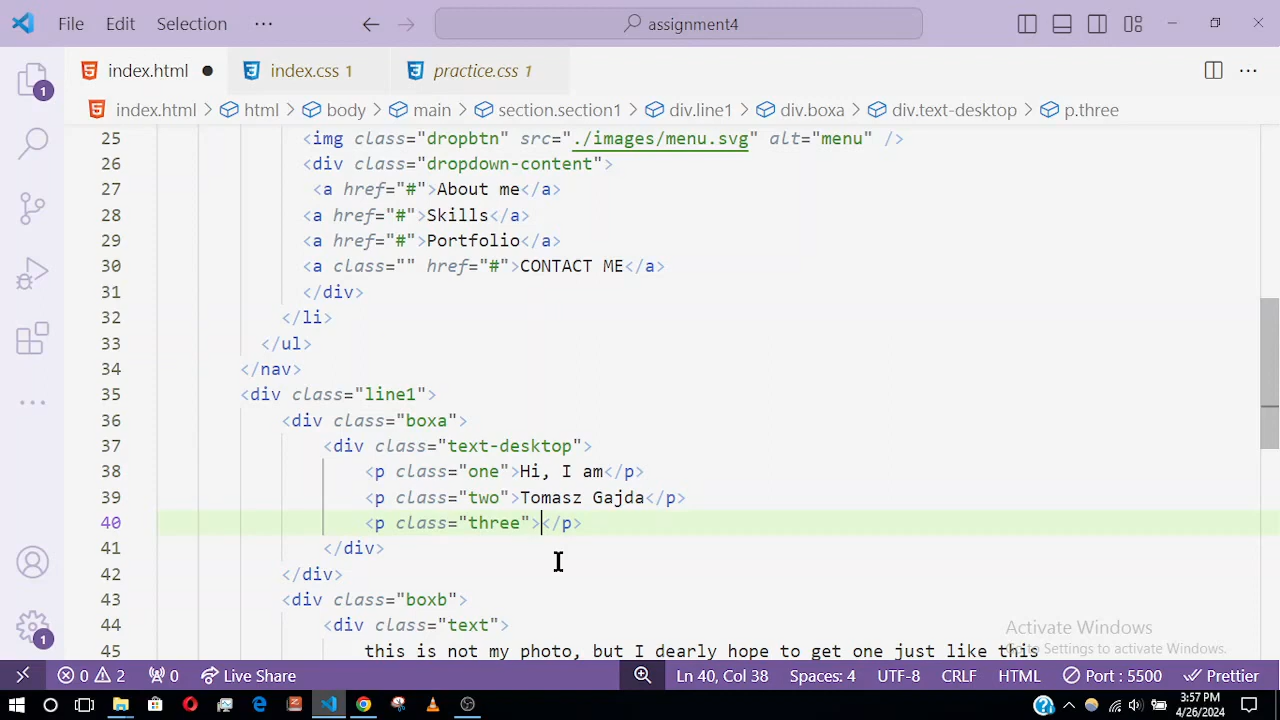 File Edit Selection ··· assignment4
index.html index.css 1 practice.css 1 ···
index.html > html > body > main > section.section1 > div.line1 > div.boxa > div.text-desktop > p.three
25 <img class="dropbtn" src="./images/menu.svg" alt="menu" />
26 <div class="dropdown-content">
27 <a href="#">About me</a>
28 <a href="#">Skills</a>
29 <a href="#">Portfolio</a>
30 <a class="" href="#">CONTACT ME</a>
31 </div>
32 </li>
33 </ul>
34 </nav>
35 <div class="line1">
36 <div class="boxa">
37 <div class="text-desktop">
38 <p class="one">Hi, I am</p>
39 <p class="two">Tomasz Gajda</p>
40 <p class="three"></p>
41 </div>
42 </div>
43 <div class="boxb">
44 <div class="text">
45 this is not my photo, but I dearly hope to get one just like this
1
1
Activate Windows
Go to Settings to activate Windows.
0 2 0 Live Share Ln 40, Col 38 Spaces: 4 UTF-8 CRLF HTML Port : 5500 Prettier
3:57 PM
4/26/2024